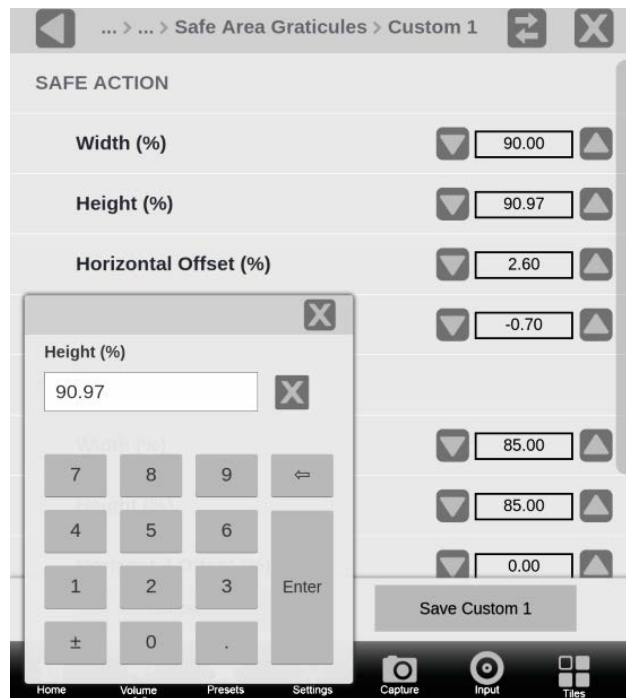 ... > ... > Safe Area Graticules > Custom 1
SAFE ACTION
Width (%)
90.00
Height (%)
90.97
Horizontal Offset (%)
2.60
-0.70
Height (%)
90.97
Width (%)
85.00
7 8 9 ⇦
85.00
4 5 6
0.00
1 2 3 Enter
Save Custom 1
± 0 .
Home Volume Presets Settings Capture Input Tiles